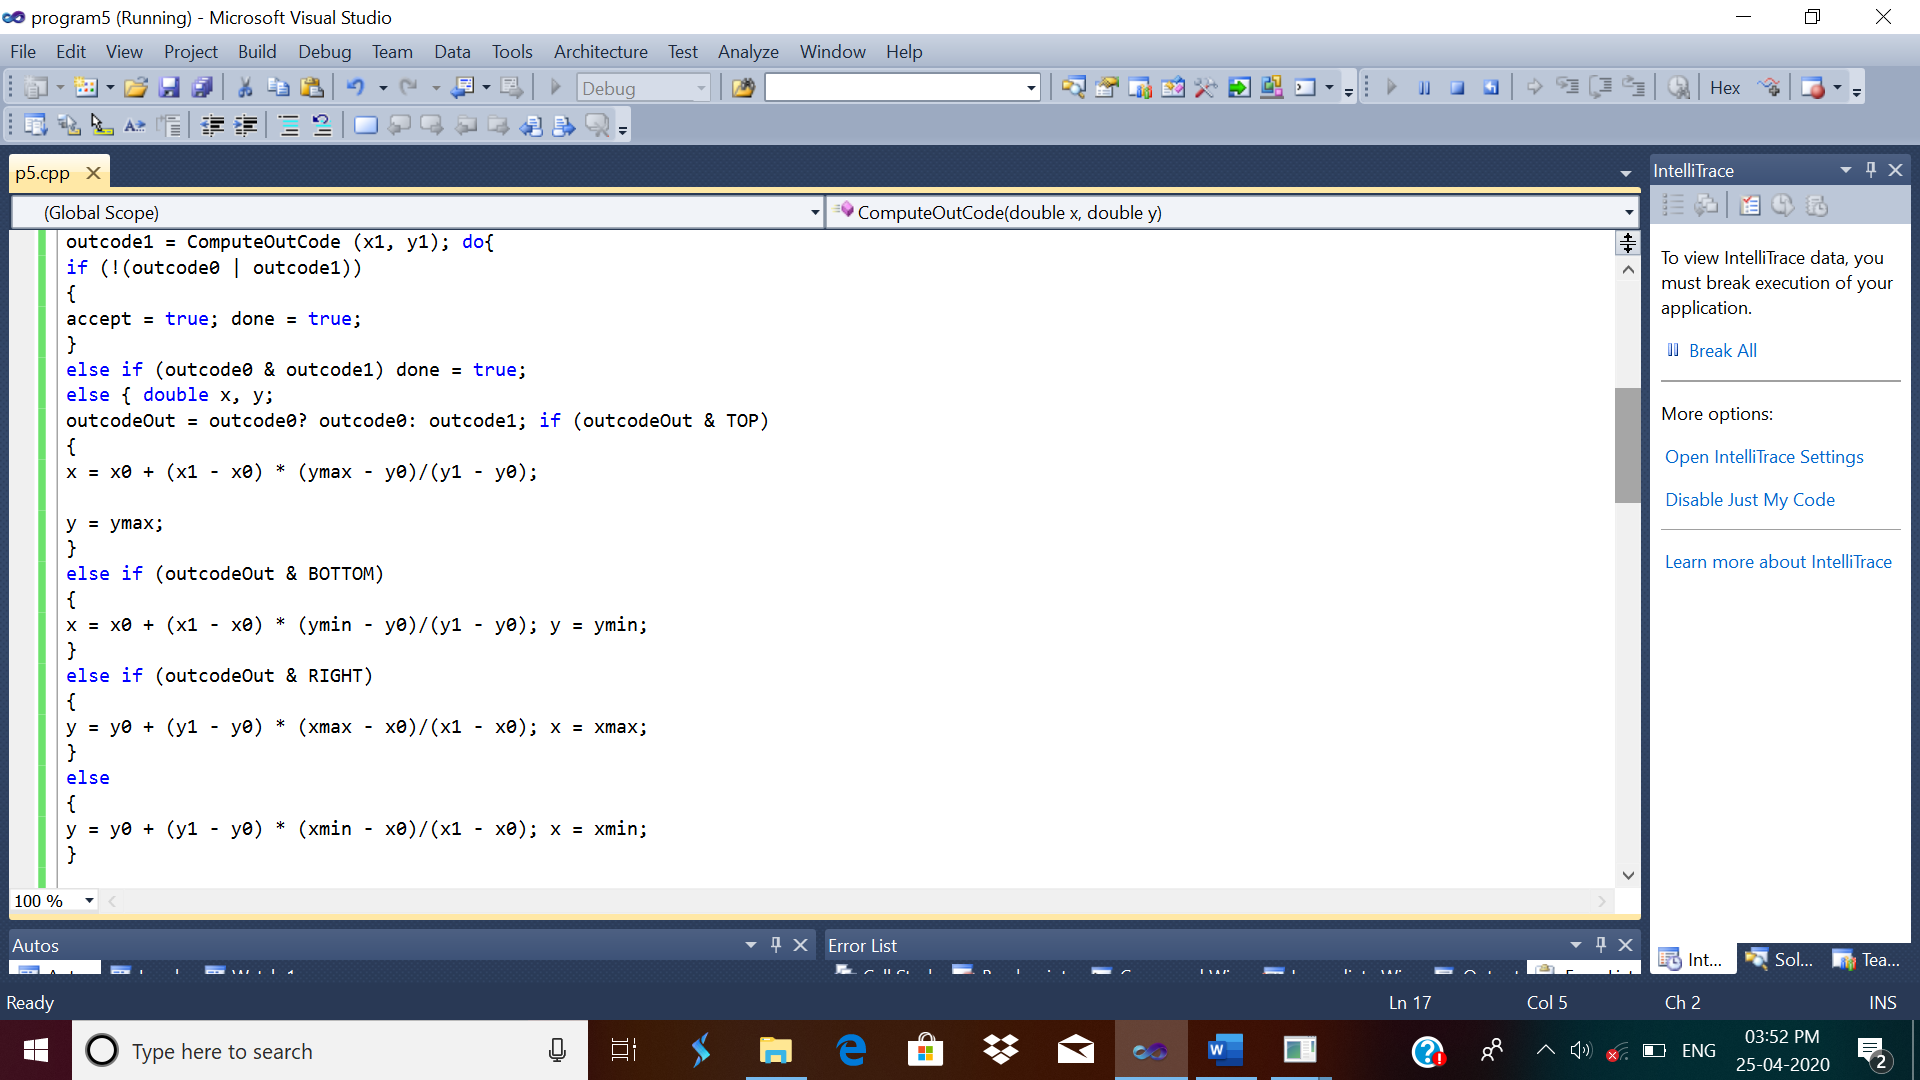 program5 (Running) - Microsoft Visual Studio
File Edit View Project Build Debug Team Data Tools Architecture Test Analyze Window Help
Debug
Hex
p5.cpp
(Global Scope)
ComputeOutCode(double x, double y)
outcode1 = ComputeOutCode (x1, y1); do{
if (!(outcode0 | outcode1))
{
accept = true; done = true;
}
else if (outcode0 & outcode1) done = true;
else { double x, y;
outcodeOut = outcode0? outcode0: outcode1; if (outcodeOut & TOP)
{
x = x0 + (x1 - x0) * (ymax - y0)/(y1 - y0);
y = ymax;
}
else if (outcodeOut & BOTTOM)
{
x = x0 + (x1 - x0) * (ymin - y0)/(y1 - y0); y = ymin;
}
else if (outcodeOut & RIGHT)
{
y = y0 + (y1 - y0) * (xmax - x0)/(x1 - x0); x = xmax;
}
else
{
y = y0 + (y1 - y0) * (xmin - x0)/(x1 - x0); x = xmin;
}
100 %
IntelliTrace
To view IntelliTrace data, you
must break execution of your
application.
Break All
More options:
Open IntelliTrace Settings
Disable Just My Code
Learn more about IntelliTrace
Int... Sol... Tea...
Autos
Error List
Ready
Ln 17 Col 5 Ch 2 INS
Type here to search
ENG
03:52 PM
25-04-2020
2